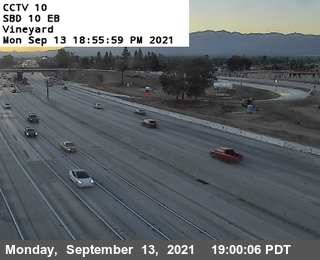 CCTV 10
SBD 10 EB
Vineyard
Mon Sep 13 18:55:59 PM 2021
Monday, September 13, 2021 19:00:06 PDT